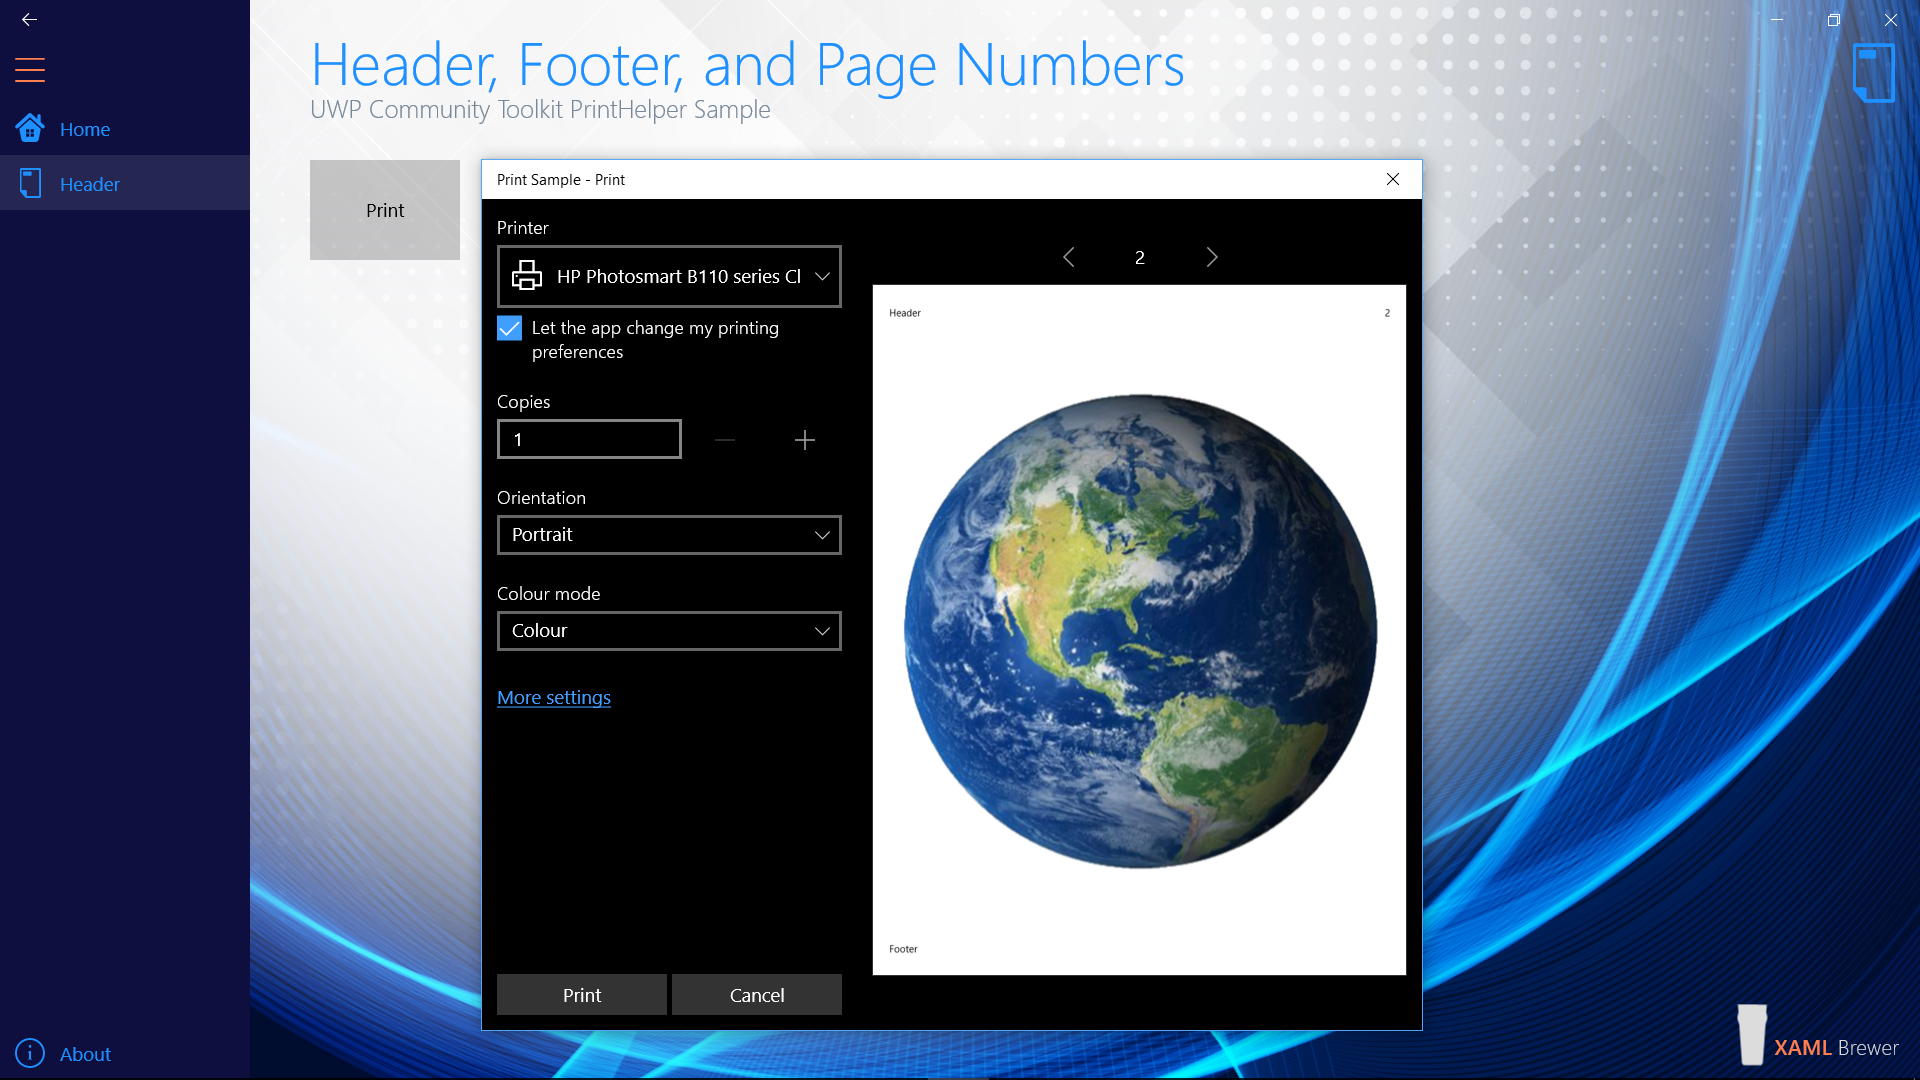 Header, Footer, and Page Numbers
UWP Community Toolkit PrintHelper Sample
Home
Header
About
Print
Print Sample - Print
Printer
HP Photosmart B110 series Cl
Let the app change my printing
preferences
Copies
1
Orientation
Portrait
Colour mode
Colour
More settings
Print
Cancel
2
Header
2
Footer
XAML Brewer